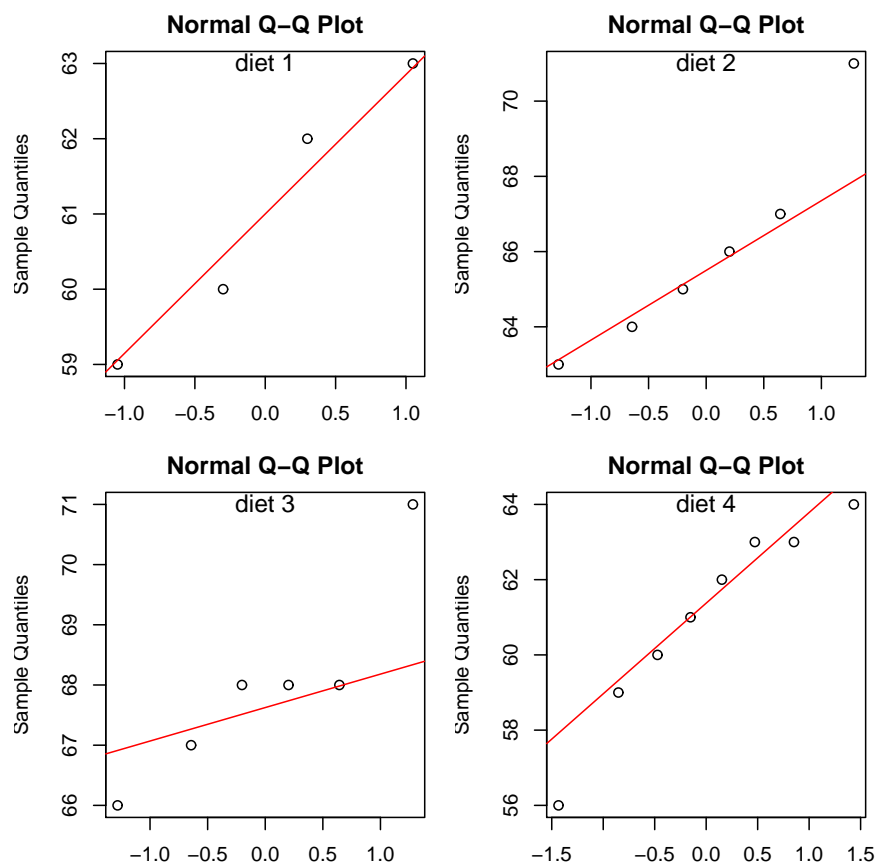 Normal Q−Q Plot
diet 1
Sample Quantiles
63
62
61
60
59
−1.0 −0.5 0.0 0.5 1.0
Normal Q−Q Plot
diet 2
Sample Quantiles
70
68
66
64
−1.0 −0.5 0.0 0.5 1.0
Normal Q−Q Plot
diet 3
Sample Quantiles
71
70
69
68
67
66
−1.0 −0.5 0.0 0.5 1.0
Normal Q−Q Plot
diet 4
Sample Quantiles
64
62
60
58
56
−1.5 −0.5 0.0 0.5 1.0 1.5